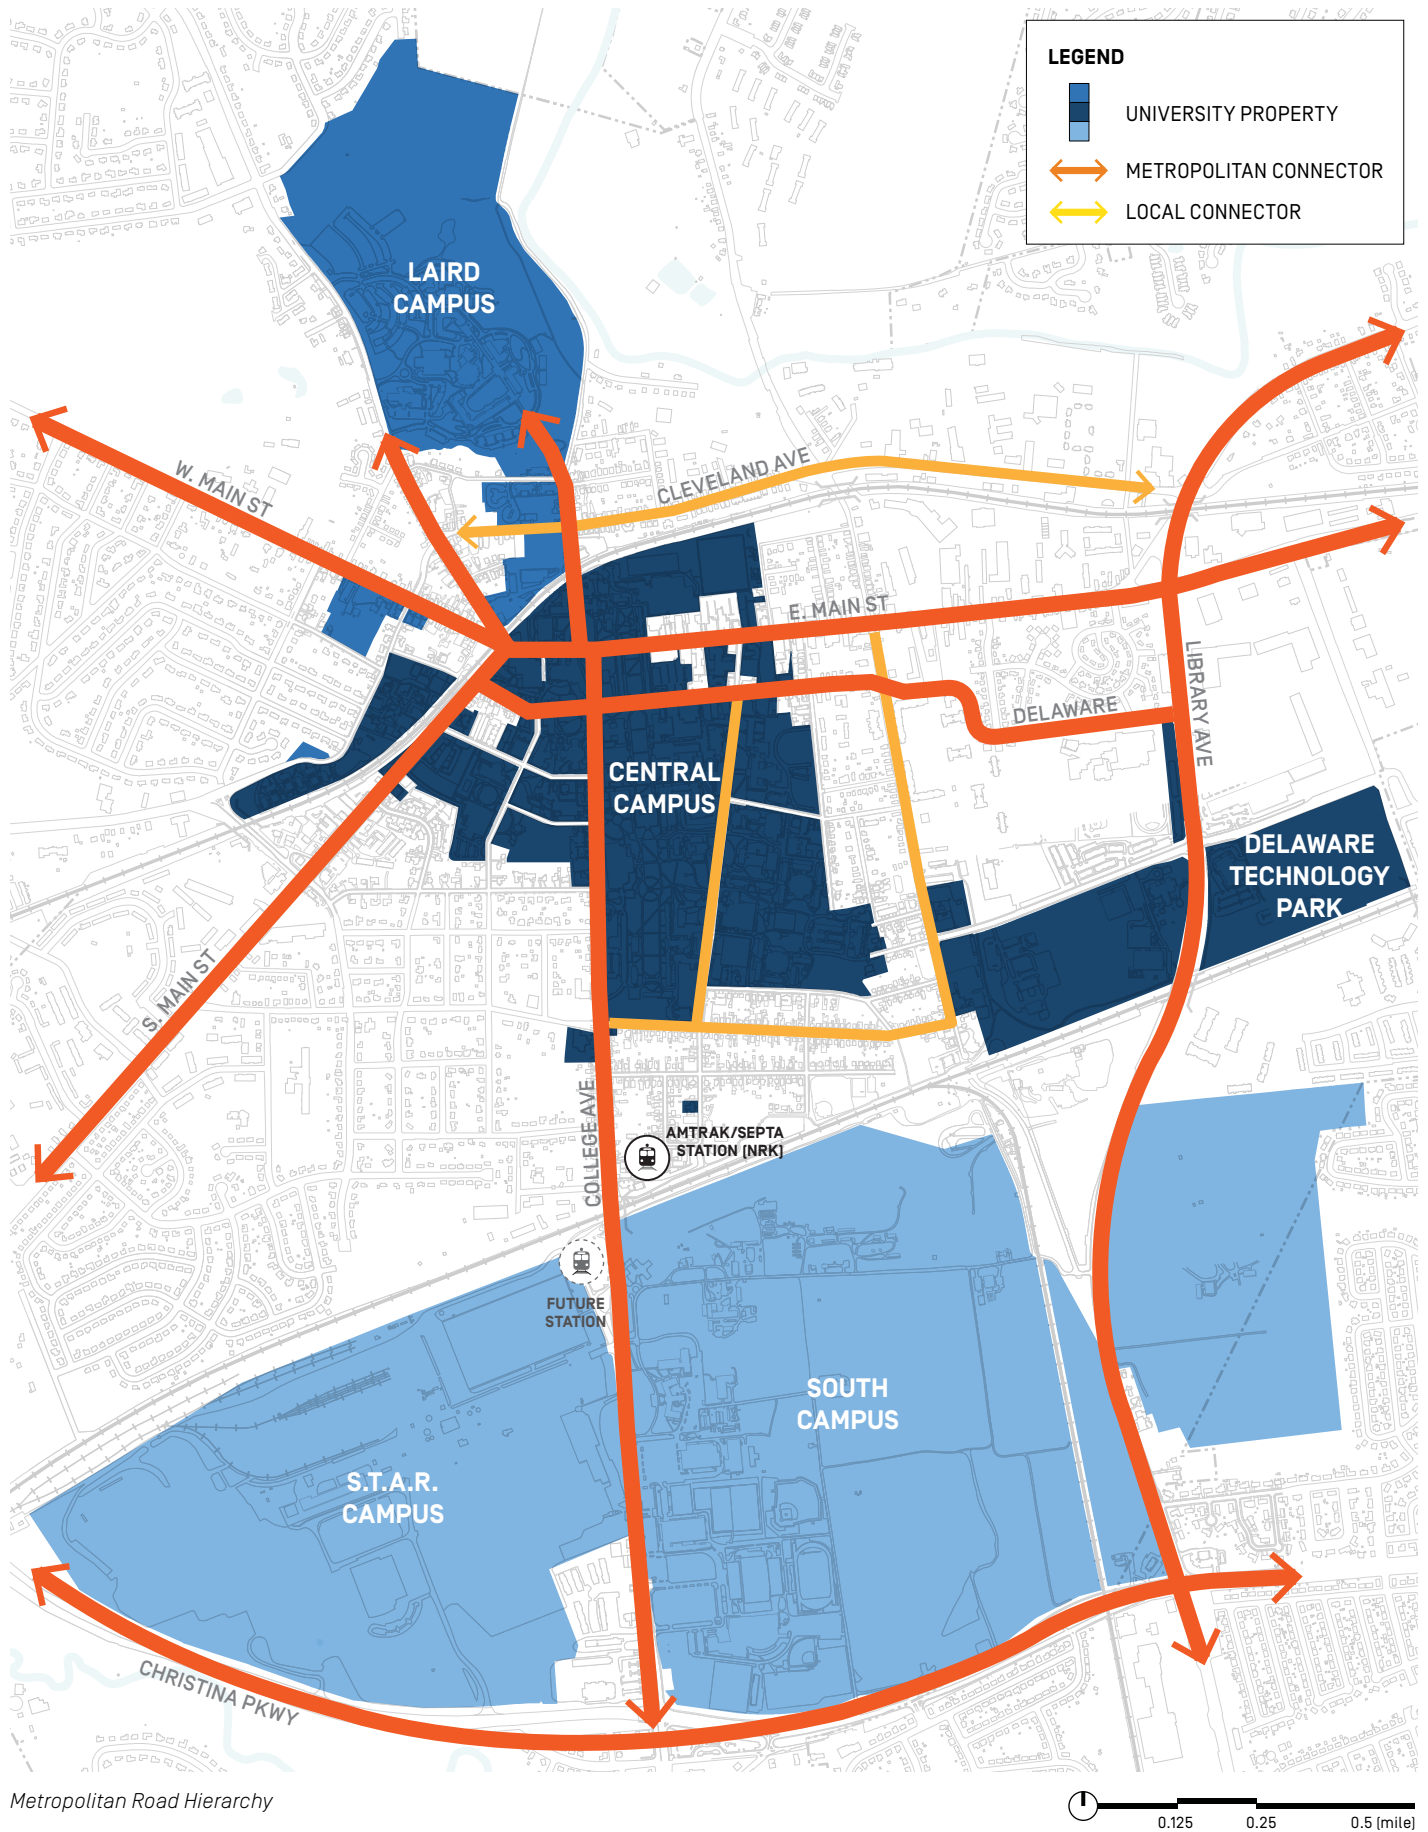 LEGEND
UNIVERSITY PROPERTY
METROPOLITAN CONNECTOR
LOCAL CONNECTOR
LAIRD
CAMPUS
W. MAIN ST
CLEVELAND AVE
E. MAIN ST
LIBRARY AVE
DELAWARE
CENTRAL
CAMPUS
DELAWARE
TECHNOLOGY
PARK
S. MAIN ST
COLLEGE AVE
AMTRAK/SEPTA
STATION (NRK)
FUTURE
STATION
SOUTH
CAMPUS
S.T.A.R.
CAMPUS
CHRISTINA PKWY
Metropolitan Road Hierarchy
0.125 0.25 0.5 (mile)